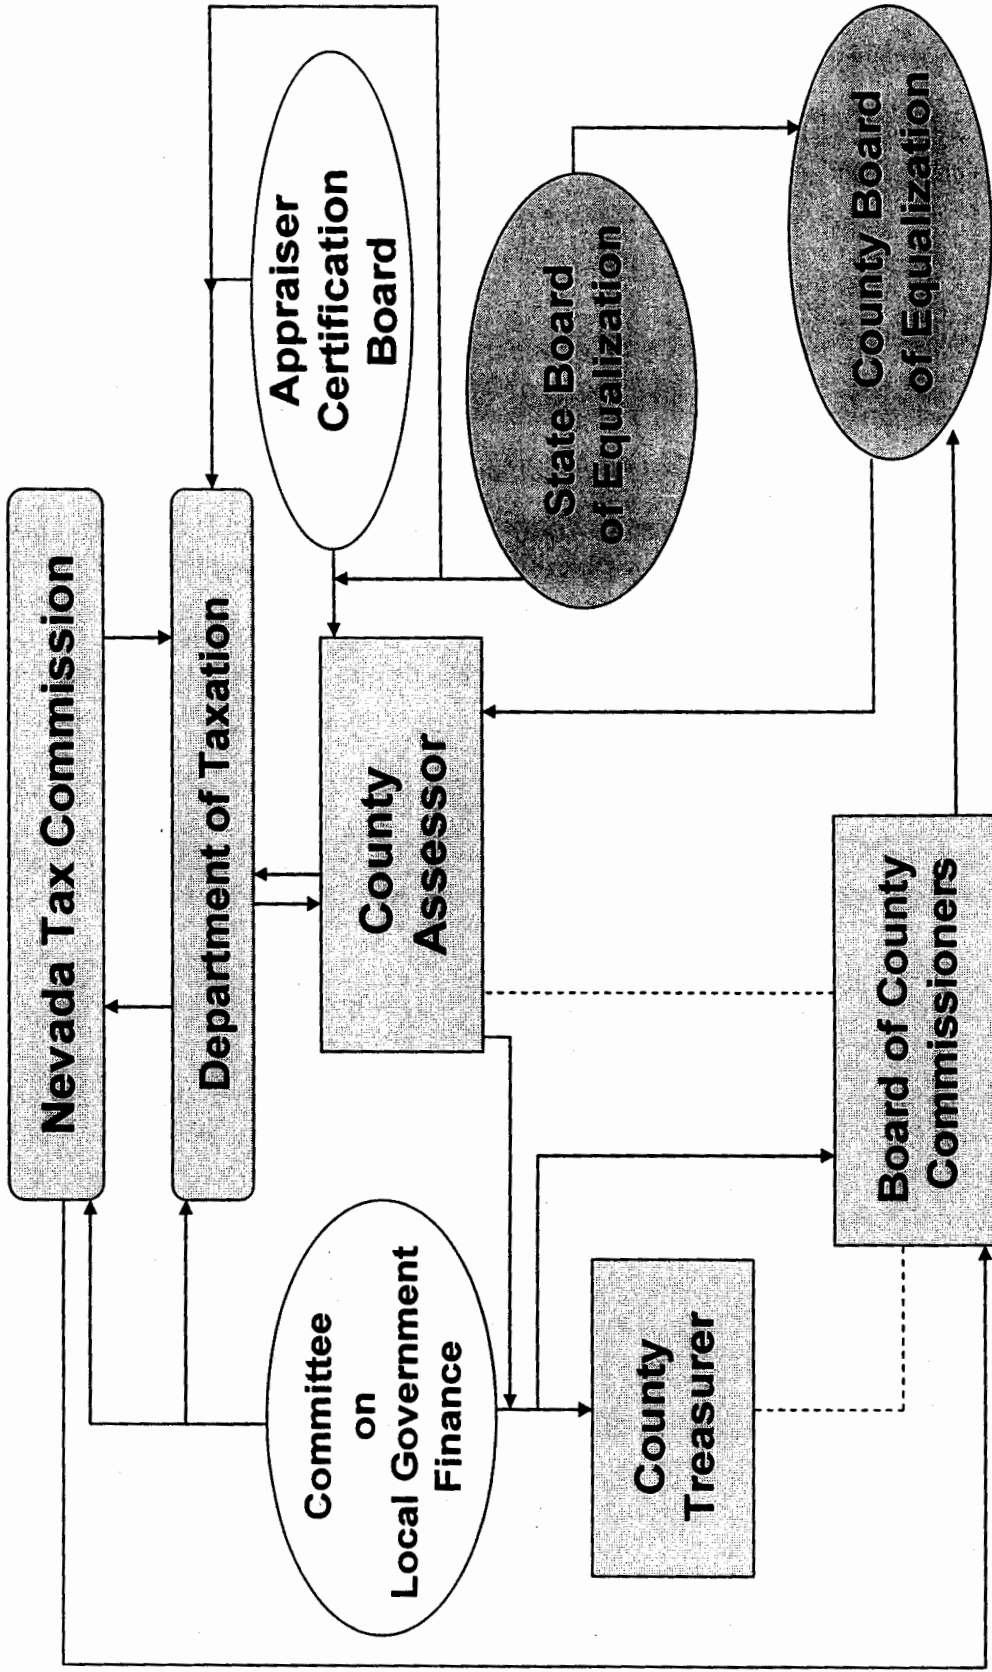 Nevada Tax Commission
Department of Taxation
Committee
on
Local Government
Finance
County
Assessor
Appraiser
Certification
Board
County
Treasurer
State Board
of Equalization
Board of County
Commissioners
County Board
of Equalization